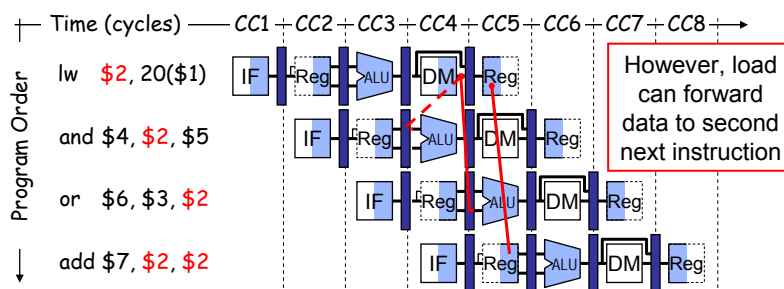 Time (cycles) CC1 CC2 CC3 CC4 CC5 CC6 CC7 CC8
Program Order
lw $2, 20($1) IF Reg ALU DM Reg
However, load
can forward
data to second
next instruction
and $4, $2, $5 IF Reg ALU DM Reg
or $6, $3, $2 IF Reg ALU DM Reg
add $7, $2, $2 IF Reg ALU DM Reg